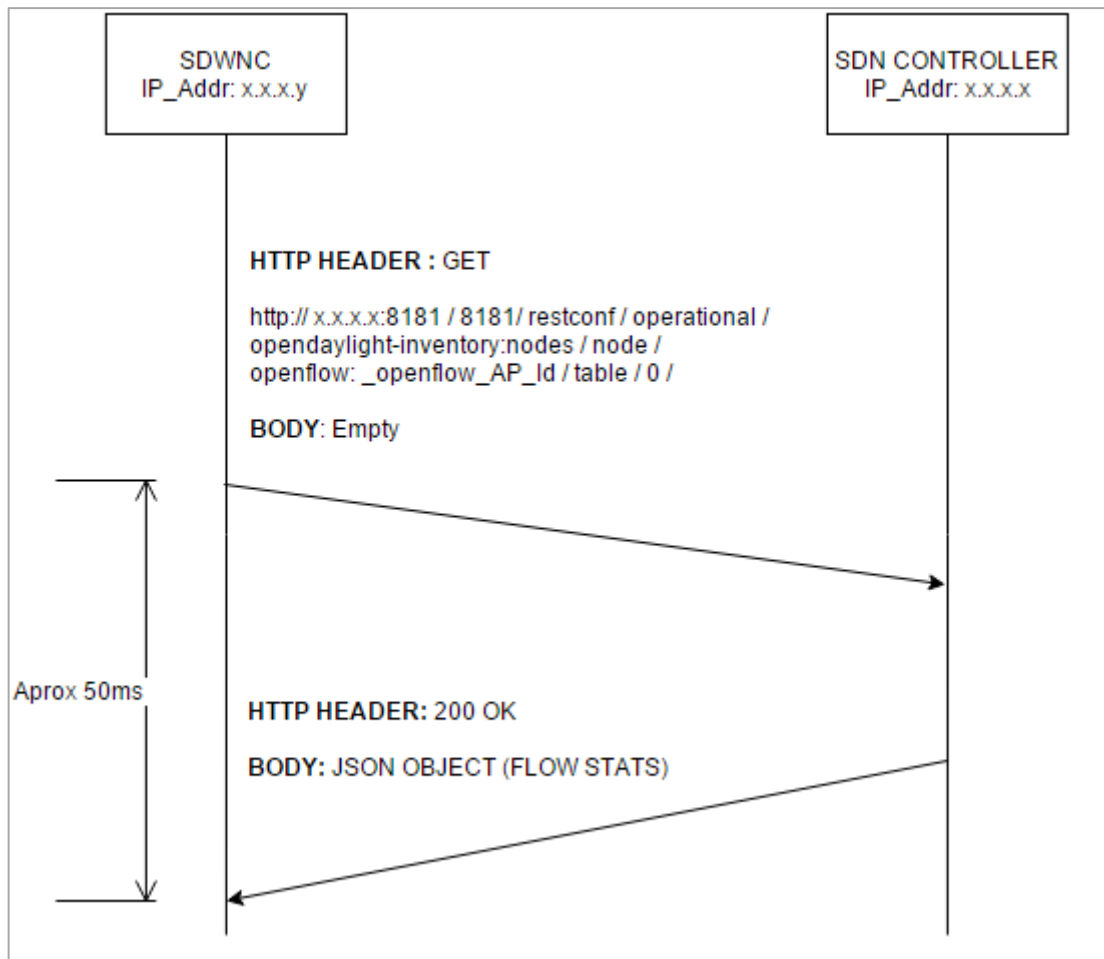 SDWNC
IP_Addr: x.x.x.y
SDN CONTROLLER
IP_Addr: x.x.x.x
HTTP HEADER : GET
http:// x.x.x.x:8181 / 8181/ restconf / operational /
opendaylight-inventory:nodes / node /
openflow: _openflow_AP_Id / table / 0 /
BODY: Empty
Aprox 50ms
HTTP HEADER: 200 OK
BODY: JSON OBJECT (FLOW STATS)